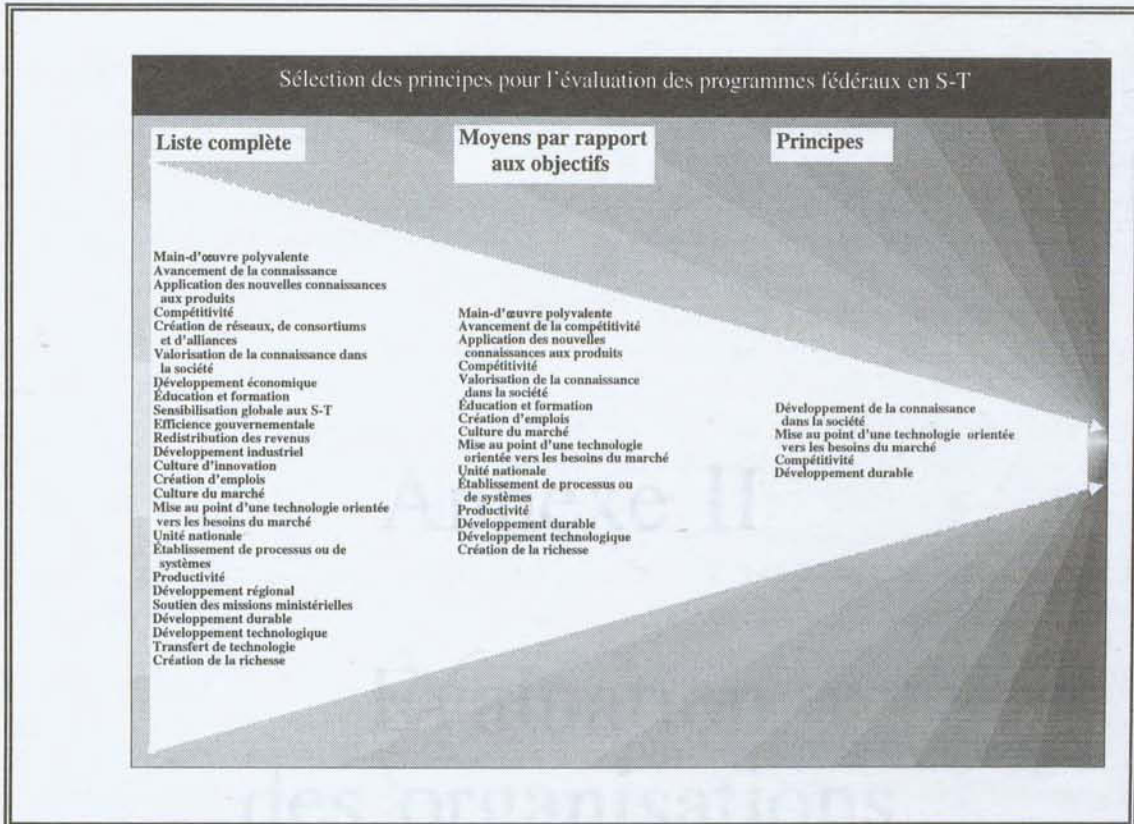 Sélection des principes pour l'évaluation des programmes fédéraux en S-T
Liste complète
Main-d'œuvre polyvalente
Avancement de la connaissance
Application des nouvelles connaissances
aux produits
Compétitivité
Création de réseaux, de consortiums
et d'alliances
Valorisation de la connaissance dans
la société
Développement économique
Éducation et formation
Sensibilisation globale aux S-T
Efficience gouvernementale
Redistribution des revenus
Développement industriel
Culture d'innovation
Création d'emplois
Culture du marché
Mise au point d'une technologie orientée
vers les besoins du marché
Unité nationale
Établissement de processus ou de
systèmes
Productivité
Développement régional
Soutien des missions ministérielles
Développement durable
Développement technologique
Transfert de technologie
Création de la richesse
Moyens par rapport
aux objectifs
Main-d'œuvre polyvalente
Avancement de la compétitivité
Application des nouvelles
connaissances aux produits
Compétitivité
Valorisation de la connaissance
dans la société
Éducation et formation
Création d'emplois
Culture du marché
Mise au point d'une technologie
orientée vers les besoins du marché
Unité nationale
Établissement de processus ou
de systèmes
Productivité
Développement durable
Développement technologique
Création de la richesse
Principes
Développement de la connaissance
dans la société
Mise au point d'une technologie orientée
vers les besoins du marché
Compétitivité
Développement durable
Annexe II
des organisations